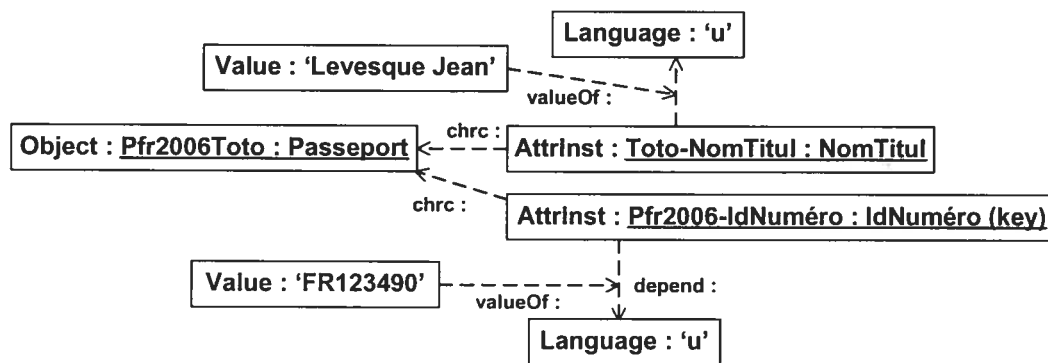 Language : ‘u’
Value : ‘Levesque Jean’
valueOf :
chrc :
Object : Pfr2006Toto : Passeport
AttrInst : Toto-NomTitul : NomTitul
chrc :
AttrInst : Pfr2006-IdNuméro : IdNuméro (key)
Value : ‘FR123490’
valueOf :
depend :
Language : ‘u’